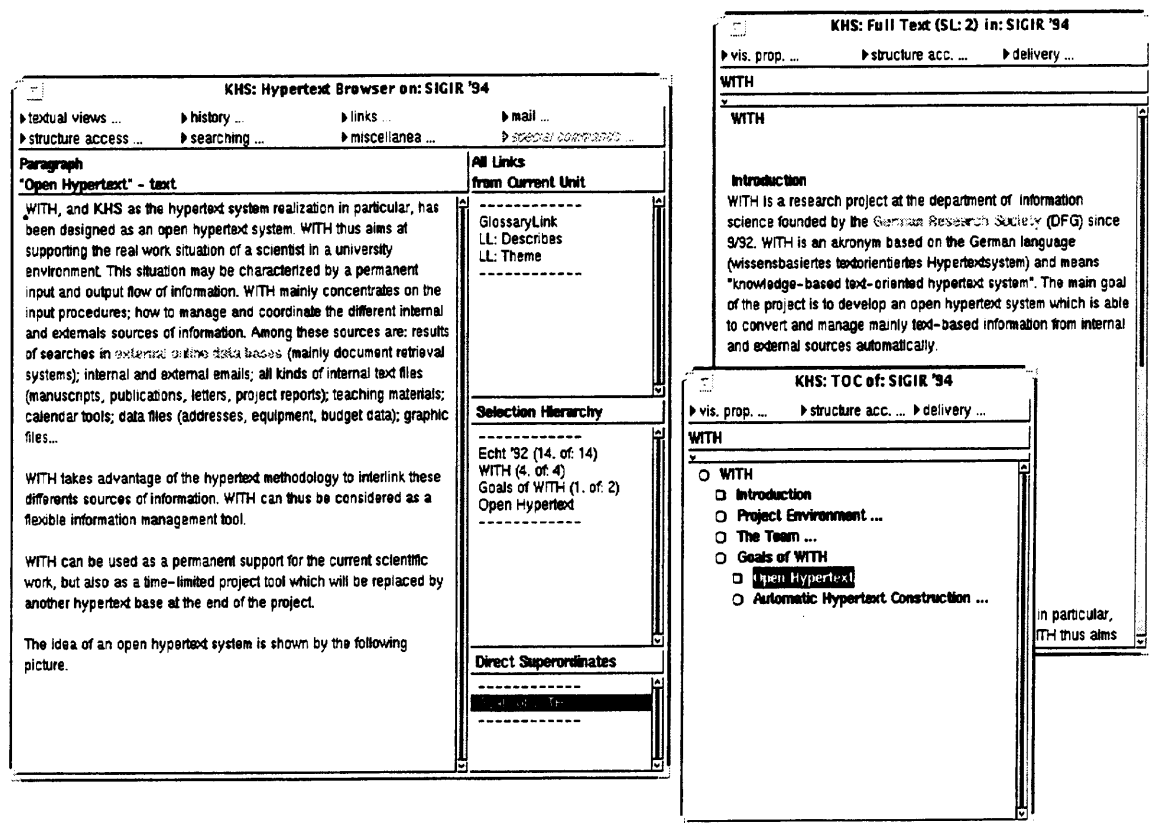 KHS: Hypertext Browser on: SIGIR '94
textual views ... history ... links ... mail ...
structure access ... searching ... miscellanea ... special commands ...
Paragraph
"Open Hypertext" - text
WITH, and KHS as the hypertext system realization in particular, has
been designed as an open hypertext system. WITH thus aims at
supporting the real work situation of a scientist in a university
environment. This situation may be characterized by a permanent
input and output flow of information. WITH mainly concentrates on the
input procedures; how to manage and coordinate the different internal
and externals sources of information. Among these sources are: results
of searches in external online data bases (mainly document retrieval
systems); internal and external emails; all kinds of internal text files
(manuscripts, publications, letters, project reports); teaching materials;
calendar tools; data files (addresses, equipment, budget data); graphic
files...
WITH takes advantage of the hypertext methodology to interlink these
differents sources of information. WITH can thus be considered as a
flexible information management tool.
WITH can be used as a permanent support for the current scientific
work, but also as a time-limited project tool which will be replaced by
another hypertext base at the end of the project.
The idea of an open hypertext system is shown by the following
picture.
All Links
from Current Unit
-------------
GlossaryLink
LL: Describes
LL: Theme
-------------
Selection Hierarchy
-------------
Echt '92 (14. of: 14)
WITH (4. of: 4)
Goals of WITH (1. of: 2)
Open Hypertext
-------------
Direct Superordinates
-------------
-------------
KHS: Full Text (SL: 2) in: SIGIR '94
vis. prop. ... structure acc. ... delivery ...
WITH
WITH
Introduction
WITH is a research project at the department of information
science founded by the German Research Society (DFG) since
9/92. WITH is an akronym based on the German language
(wissensbasiertes textorientiertes Hypertextsystem) and means
"knowledge-based text-oriented hypertext system". The main goal
of the project is to develop an open hypertext system which is able
to convert and manage mainly text-based information from internal
and external sources automatically.
in particular,
ITH thus aims
KHS: TOC of: SIGIR '94
vis. prop. ... structure acc. ... delivery ...
WITH
WITH
Introduction
Project Environment ...
The Team ...
Goals of WITH
Open Hypertext
Automatic Hypertext Construction ...